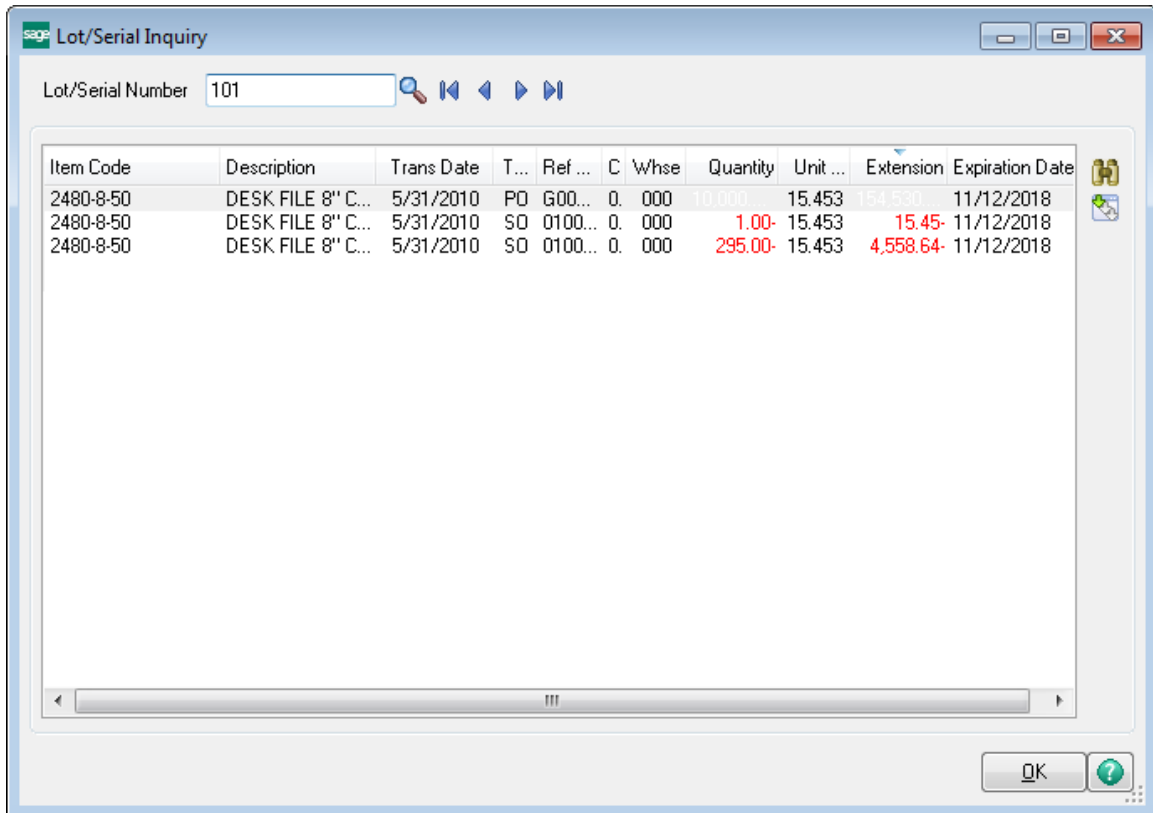 sage Lot/Serial Inquiry
Lot/Serial Number 101
Item Code Description Trans Date T... Ref ... C Whse Quantity Unit ... Extension Expiration Date
2480-8-50 DESK FILE 8" C... 5/31/2010 PO G00... 0. 000 10,000.... 15.453 154,530.... 11/12/2018
2480-8-50 DESK FILE 8" C... 5/31/2010 SO 0100... 0. 000 1.00- 15.453 15.45- 11/12/2018
2480-8-50 DESK FILE 8" C... 5/31/2010 SO 0100... 0. 000 295.00- 15.453 4,558.64- 11/12/2018
OK ?